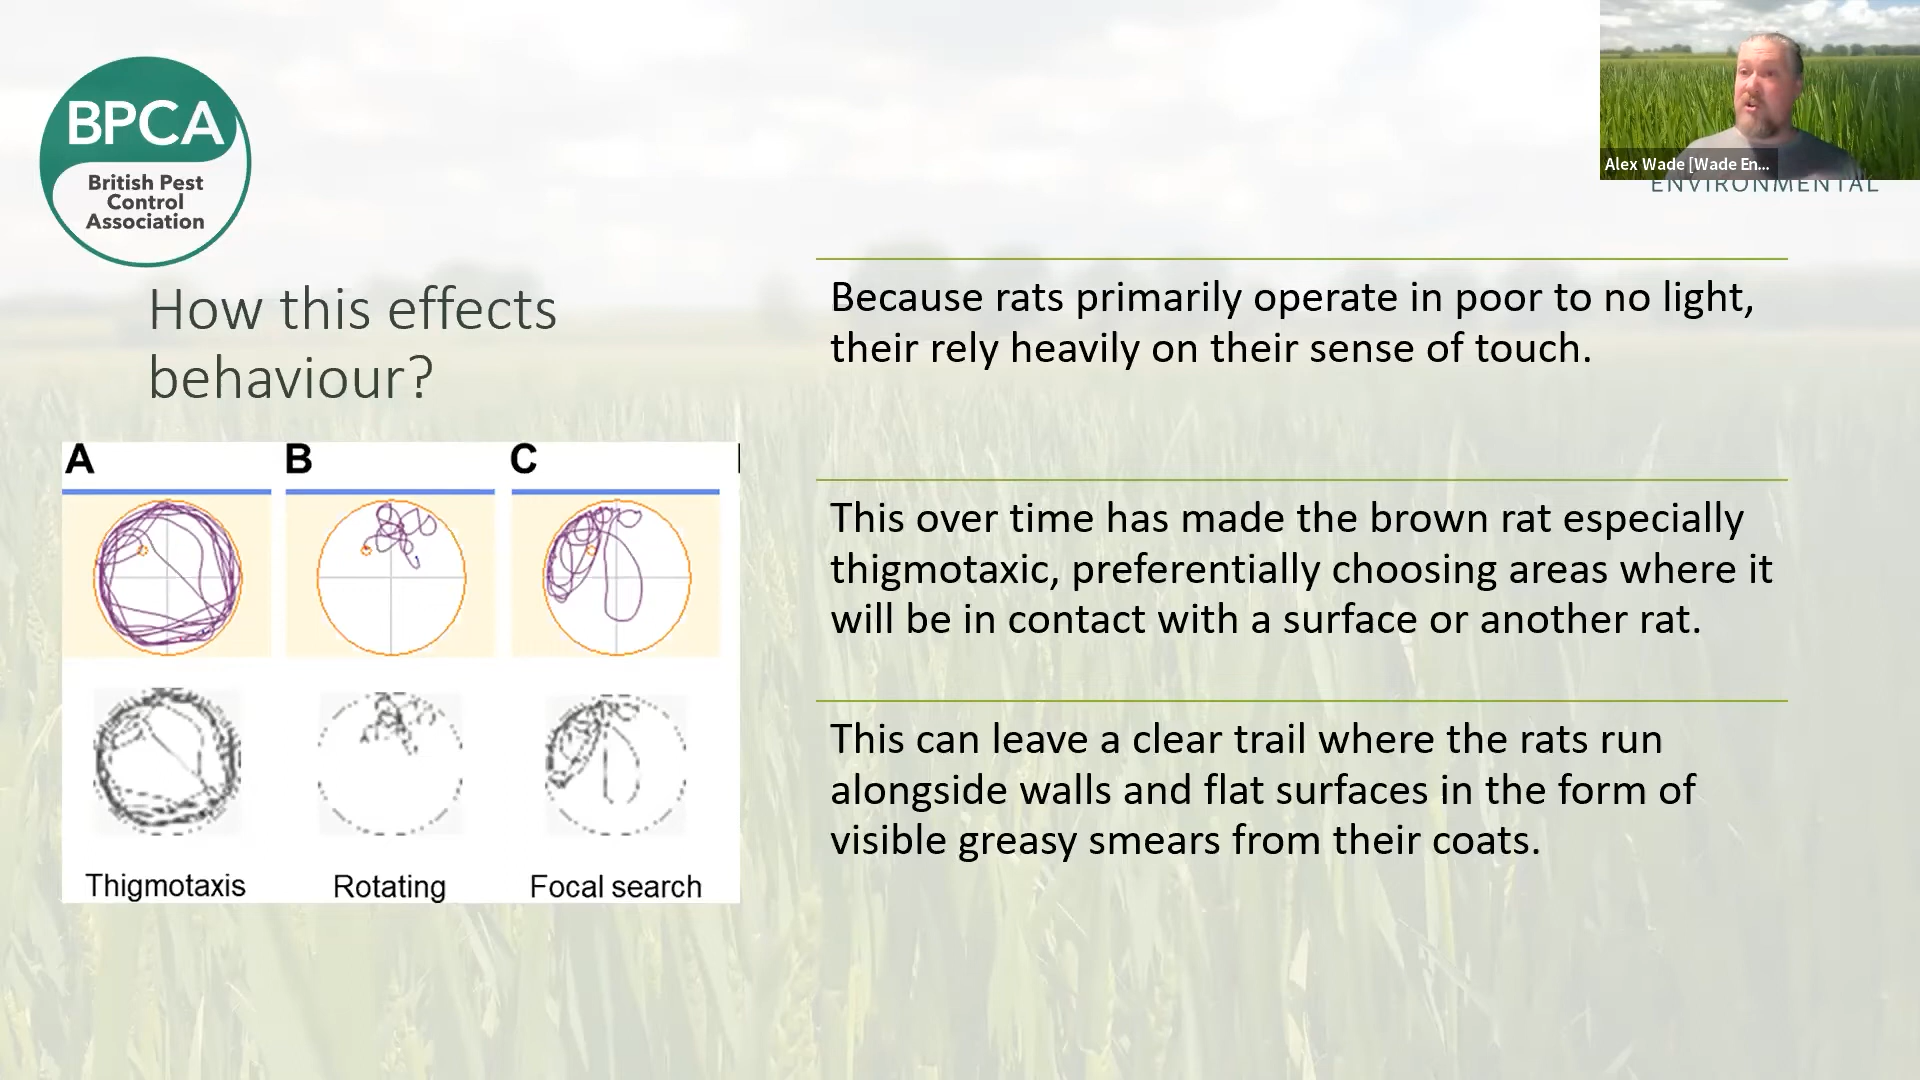 BPCA
British Pest
Control
Association
Alex Wade [Wade En...
ENVIRONMENTAL
How this effects
behaviour?
A B C
Thigmotaxis Rotating Focal search
Because rats primarily operate in poor to no light,
their rely heavily on their sense of touch.
This over time has made the brown rat especially
thigmotaxic, preferentially choosing areas where it
will be in contact with a surface or another rat.
This can leave a clear trail where the rats run
alongside walls and flat surfaces in the form of
visible greasy smears from their coats.